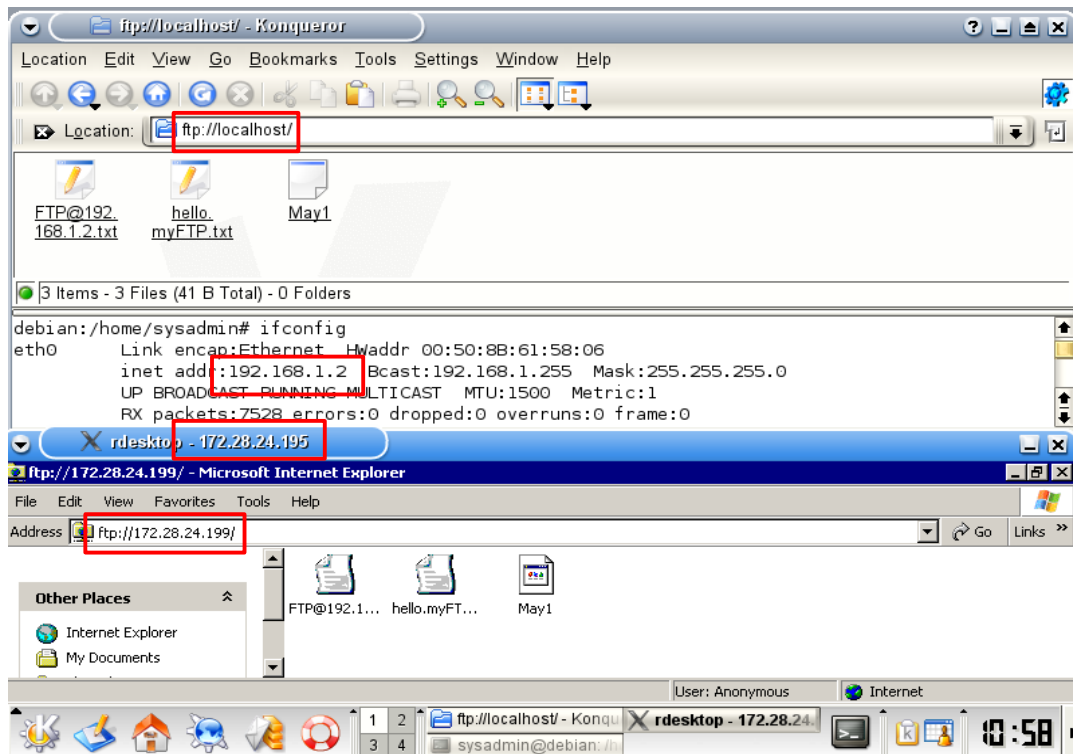 ftp://localhost/ - Konqueror
Location Edit View Go Bookmarks Tools Settings Window Help
Location: ftp://localhost/
FTP@192.
168.1.2.txt
hello.
myFTP.txt
May1
3 Items - 3 Files (41 B Total) - 0 Folders
debian:/home/sysadmin# ifconfig
eth0 Link encap:Ethernet HWaddr 00:50:8B:61:58:06
inet addr:192.168.1.2 Bcast:192.168.1.255 Mask:255.255.255.0
UP BROADCAST RUNNING MULTICAST MTU:1500 Metric:1
RX packets:7528 errors:0 dropped:0 overruns:0 frame:0
rdesktop - 172.28.24.195
ftp://172.28.24.199/ - Microsoft Internet Explorer
File Edit View Favorites Tools Help
Address ftp://172.28.24.199/ Go Links »
FTP@192.1... hello.myFT... May1
Other Places
Internet Explorer
My Documents
User: Anonymous Internet
1 2 ftp://localhost/ - Konqu rdesktop - 172.28.24. 10:58
3 4 sysadmin@debian: /h